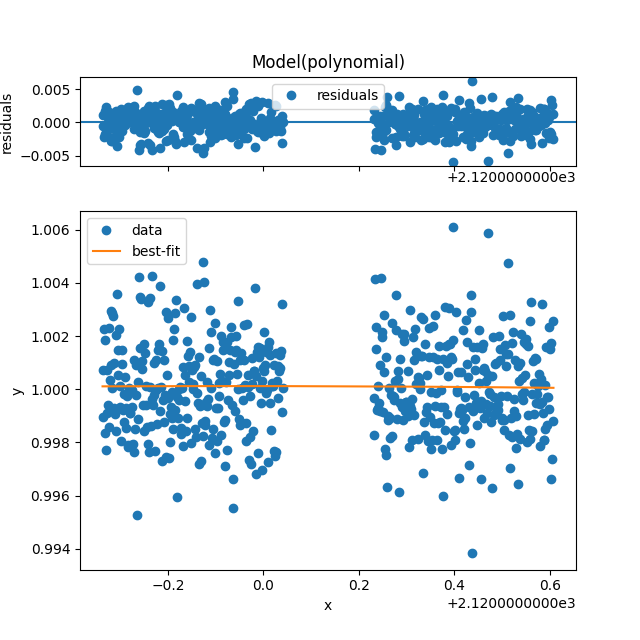 Model(polynomial)
residuals
0.005
0.000
−0.005
residuals
+2.1200000000e3
y
1.006
1.004
1.002
1.000
0.998
0.996
0.994
data
best-fit
−0.2
0.0
0.2
0.4
0.6
x
+2.1200000000e3